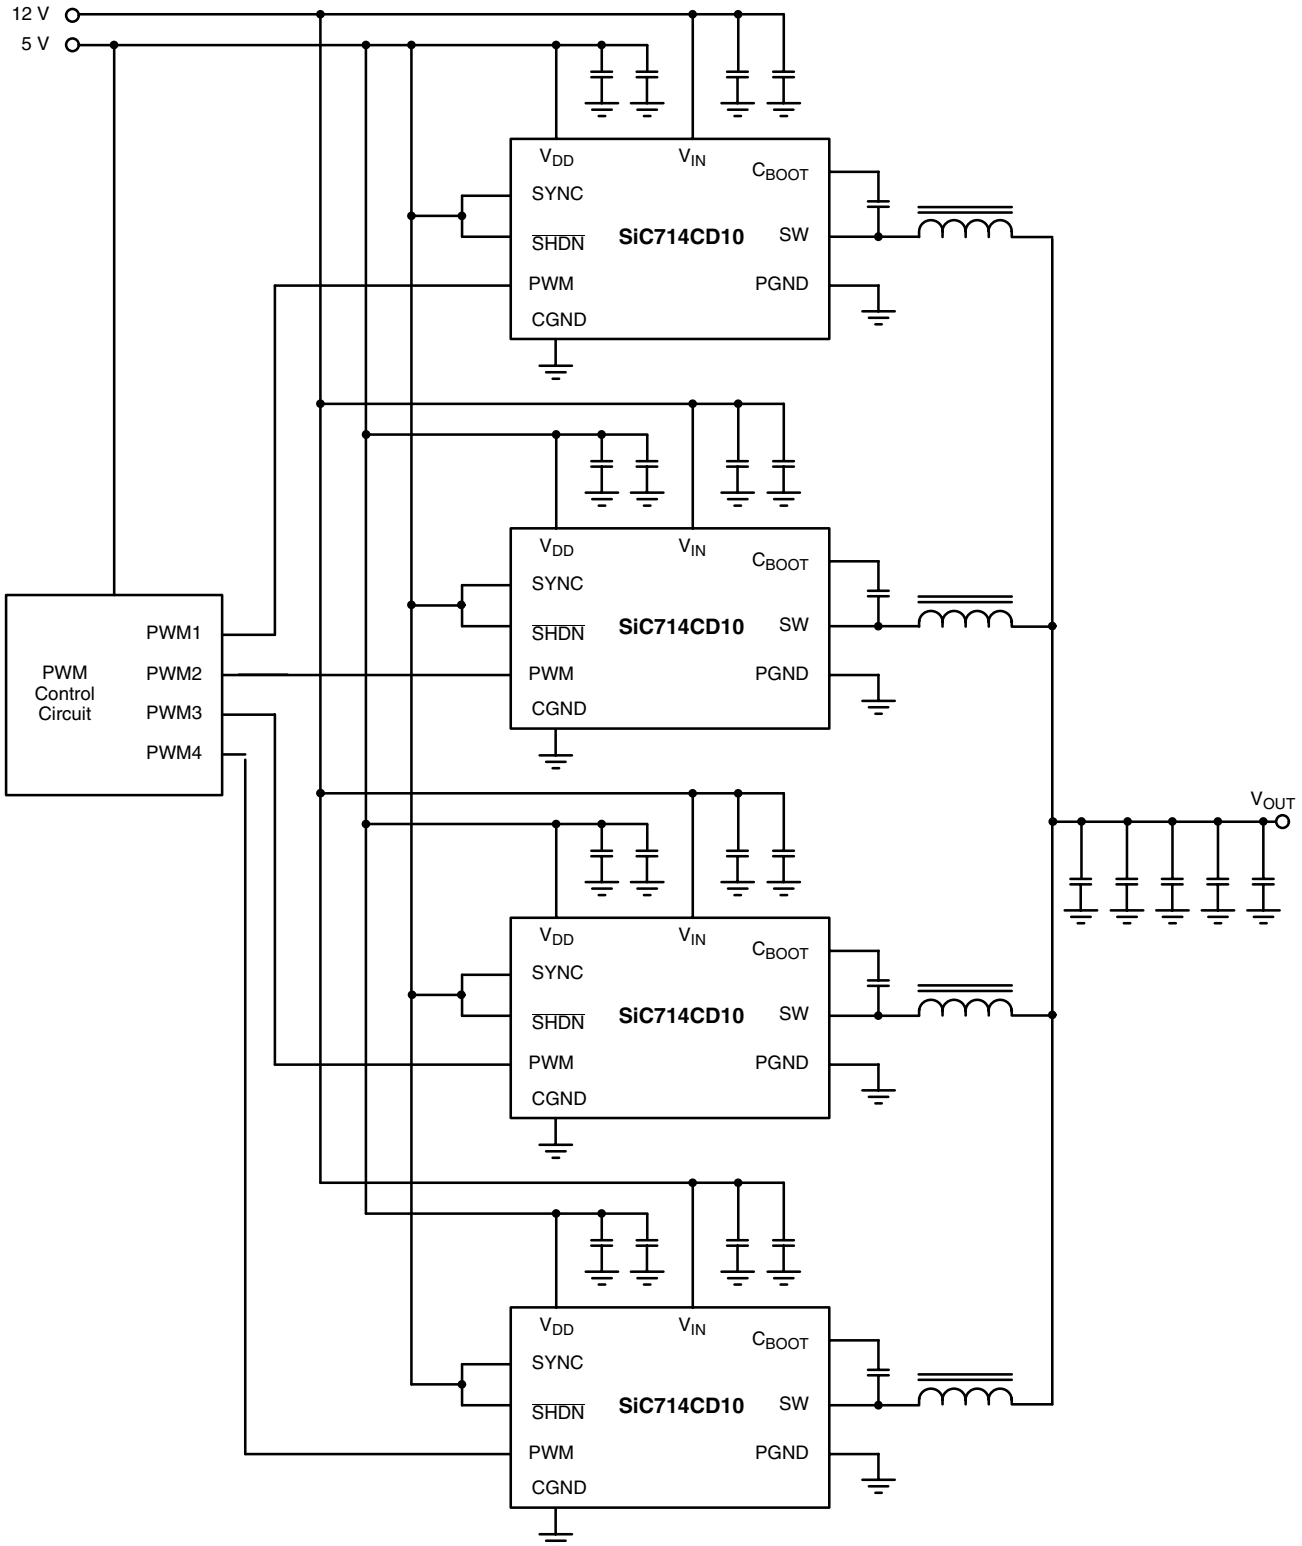 12 V
5 V
VDD
VIN
CBOOT
SYNC
SHDN
SiC714CD10
SW
PWM
PGND
CGND
VDD
VIN
CBOOT
SYNC
SHDN
SiC714CD10
SW
PWM
PGND
CGND
PWM
Control
Circuit
PWM1
PWM2
PWM3
PWM4
VOUT
VDD
VIN
CBOOT
SYNC
SHDN
SiC714CD10
SW
PWM
PGND
CGND
VDD
VIN
CBOOT
SYNC
SHDN
SiC714CD10
SW
PWM
PGND
CGND